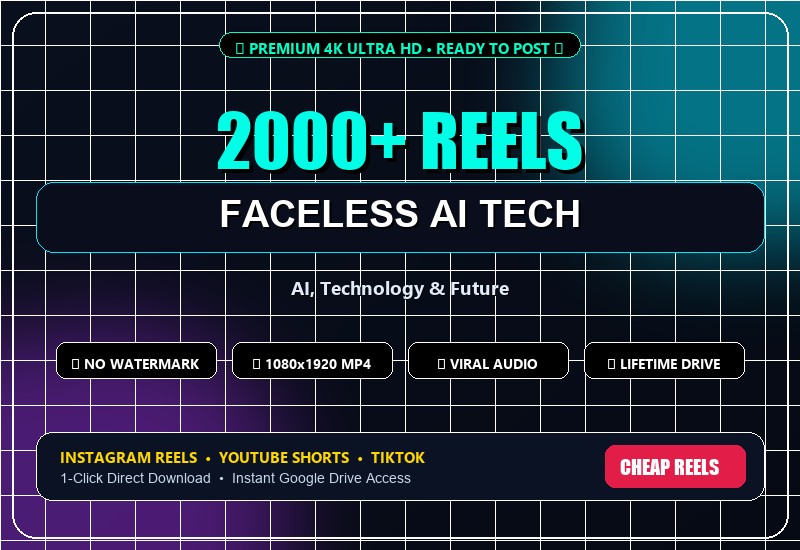 PREMIUM 4K ULTRA HD • READY TO POST
2000+ REELS
FACELESS AI TECH
AI, Technology & Future
NO WATERMARK
1080x1920 MP4
VIRAL AUDIO
LIFETIME DRIVE
INSTAGRAM REELS • YOUTUBE SHORTS • TIKTOK
1-Click Direct Download • Instant Google Drive Access
CHEAP REELS